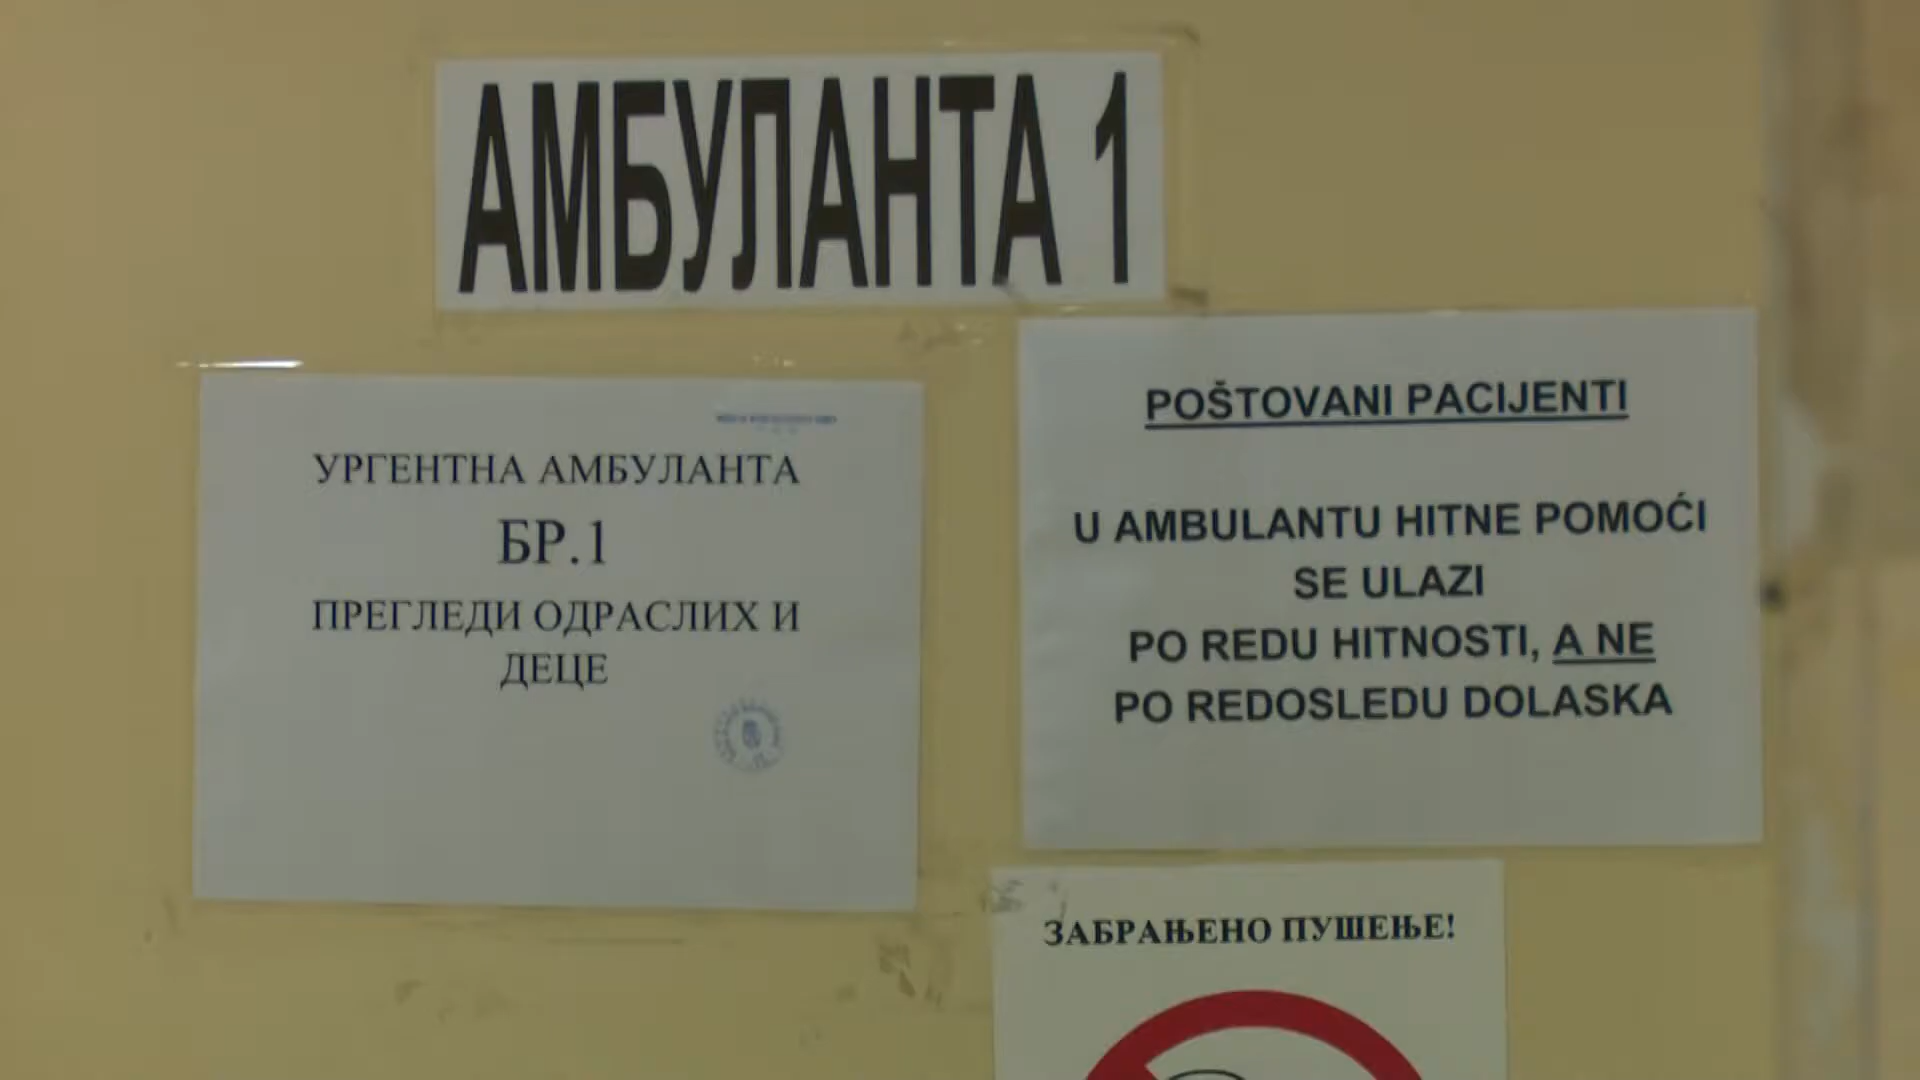 АМБУЛАНТА 1
УРГЕНТНА АМБУЛАНТА
БР.1
ПРЕГЛЕДИ ОДРАСЛИХ И
ДЕЦЕ
POŠTOVANI PACIJENTI
U AMBULANTU HITNE POMOĆI
SE ULAZI
PO REDU HITNOSTI, A NE
PO REDOSLEDU DOLASKA
ЗАБРАЊЕНО ПУШЕЊЕ!